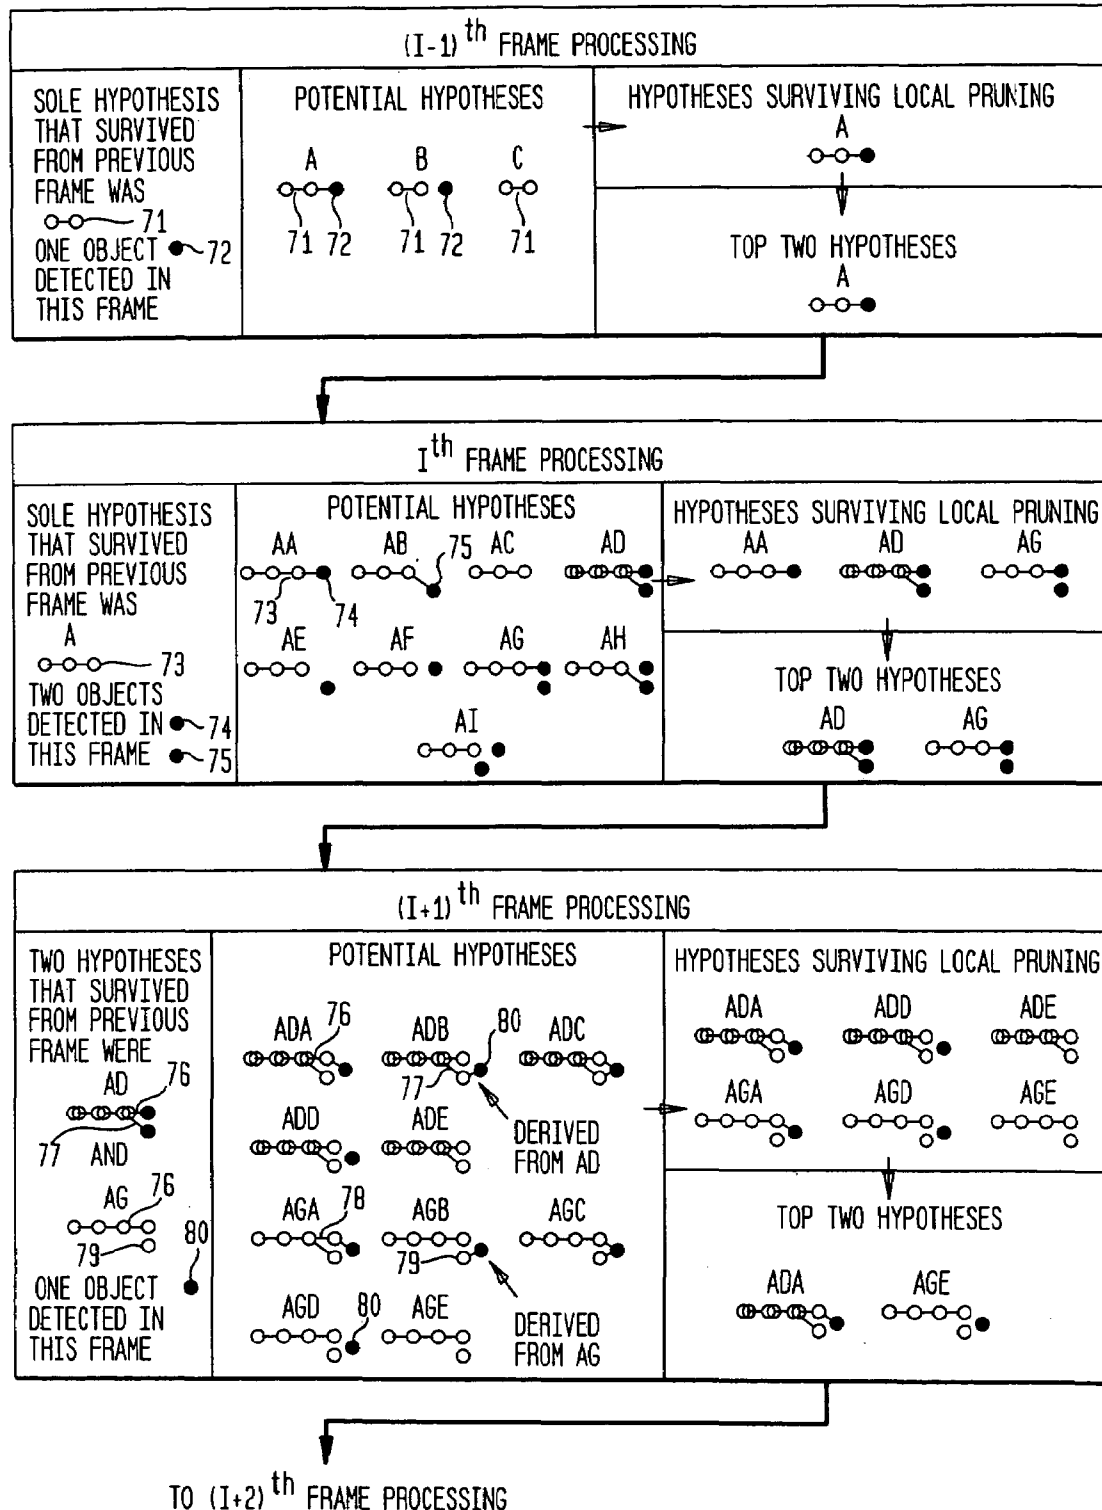 (I-1)th FRAME PROCESSING
SOLE HYPOTHESIS
THAT SURVIVED
FROM PREVIOUS
FRAME WAS
71
ONE OBJECT 72
DETECTED IN
THIS FRAME
POTENTIAL HYPOTHESES
A B C
71 72 71 72 71
HYPOTHESES SURVIVING LOCAL PRUNING
A
TOP TWO HYPOTHESES
A
Ith FRAME PROCESSING
SOLE HYPOTHESIS
THAT SURVIVED
FROM PREVIOUS
FRAME WAS
A
73
TWO OBJECTS
DETECTED IN 74
THIS FRAME 75
POTENTIAL HYPOTHESES
AA AB 75 AC AD
73 74
AE AF AG AH
AI
HYPOTHESES SURVIVING LOCAL PRUNING
AA AD AG
TOP TWO HYPOTHESES
AD AG
(I+1)th FRAME PROCESSING
TWO HYPOTHESES
THAT SURVIVED
FROM PREVIOUS
FRAME WERE
AD 76
77 AND
AG 76
79 80
ONE OBJECT
DETECTED IN
THIS FRAME
POTENTIAL HYPOTHESES
ADA 76 ADB 80 ADC
77
ADD ADE DERIVED
FROM AD
AGA 78 AGB AGC
79
AGD 80 AGE DERIVED
FROM AG
HYPOTHESES SURVIVING LOCAL PRUNING
ADA ADD ADE
AGA AGD AGE
TOP TWO HYPOTHESES
ADA AGE
TO (I+2)th FRAME PROCESSING